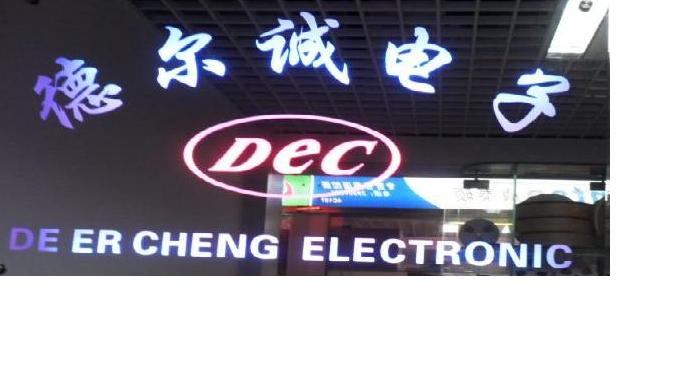 德尔诚电子
DeC
DE ER CHENG ELECTRONIC